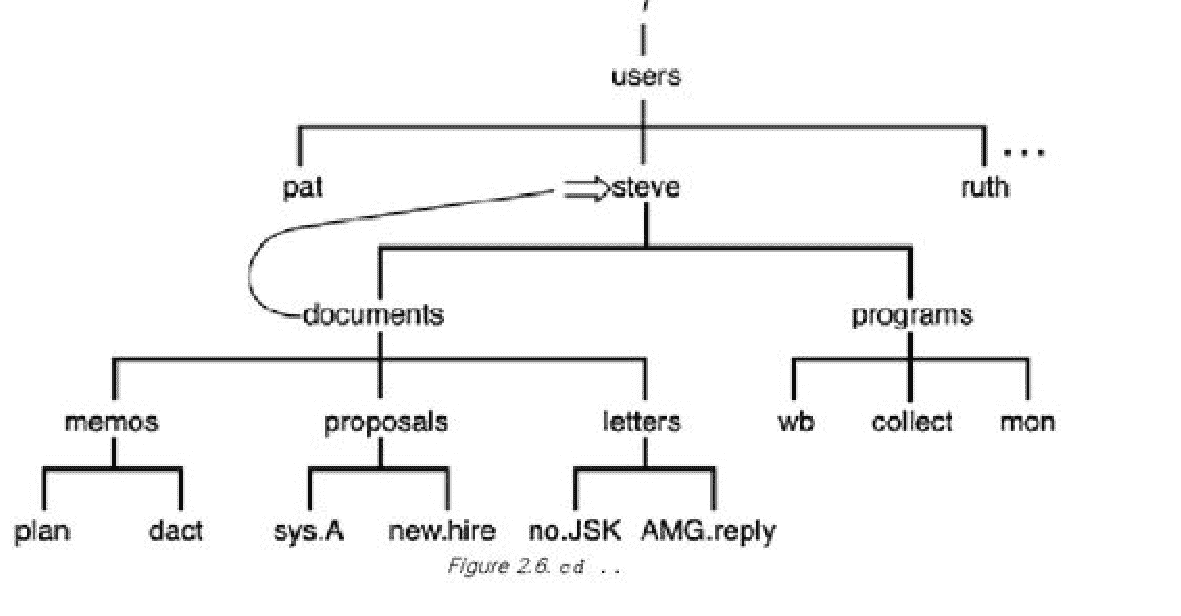 /
users
pat steve ruth ...
documents programs
memos proposals letters wb collect mon
plan dact sys.A new.hire no.JSK AMG.reply
Figure 2.6. cd ..